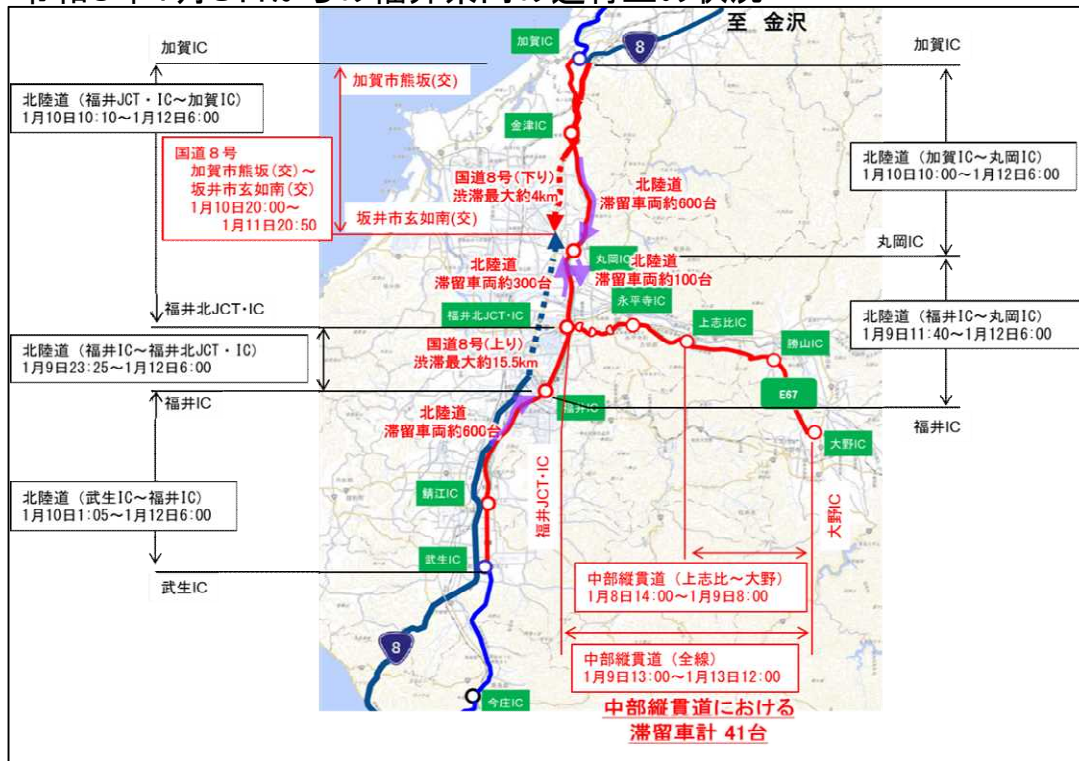 至 金沢
加賀IC
加賀IC
加賀IC
8
北陸道（福井JCT・IC～加賀IC）
1月10日10:10～1月12日6:00
加賀市熊坂(交)
金津IC
国道８号
加賀市熊坂(交)～
坂井市玄如南(交)
1月10日20:00～
1月11日20:50
国道8号(下り)
渋滞最大約4km
北陸道
滞留車両約600台
北陸道（加賀IC～丸岡IC）
1月10日10:00～1月12日6:00
坂井市玄如南(交)
丸岡IC
丸岡IC
北陸道
滞留車両約300台
北陸道
滞留車両約100台
福井北JCT・IC
福井北JCT・IC
永平寺IC
上志比IC
勝山IC
北陸道（福井IC～丸岡IC）
1月9日11:40～1月12日6:00
北陸道（福井IC～福井北JCT・IC）
1月9日23:25～1月12日6:00
国道8号(上り)
渋滞最大約15.5km
E67
福井IC
福井IC
福井IC
大野IC
北陸道
滞留車両約600台
北陸道（武生IC～福井IC）
1月10日1:05～1月12日6:00
鯖江IC
福井JCT・IC
大野IC
武生IC
武生IC
中部縦貫道（上志比～大野）
1月8日14:00～1月9日8:00
8
中部縦貫道（全線）
1月9日13:00～1月13日12:00
今庄IC
中部縦貫道における
滞留車計 41台